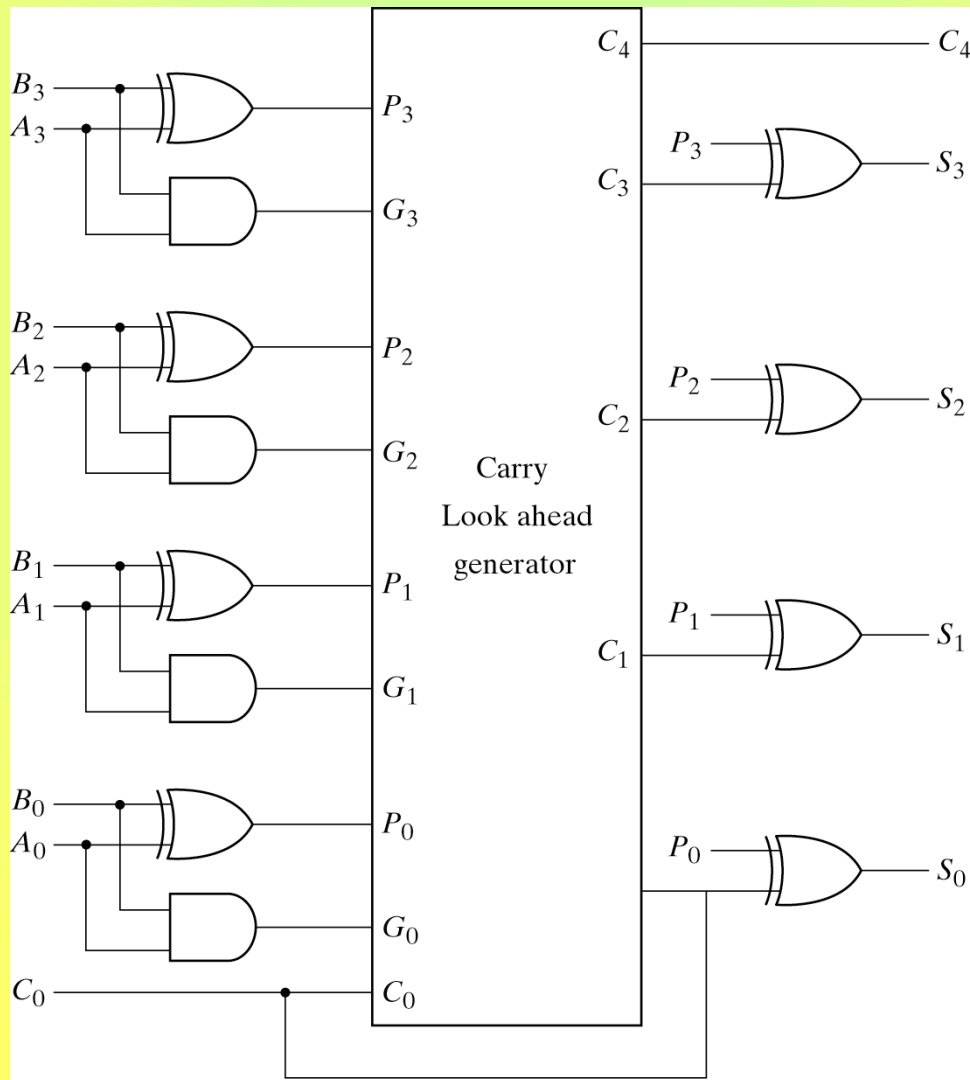 B₃
A₃
P₃
G₃
B₂
A₂
P₂
G₂
B₁
A₁
P₁
G₁
B₀
A₀
P₀
G₀
C₀
C₀
Carry
Look ahead
generator
C₄
C₄
P₃
C₃
S₃
P₂
C₂
S₂
P₁
C₁
S₁
P₀
S₀